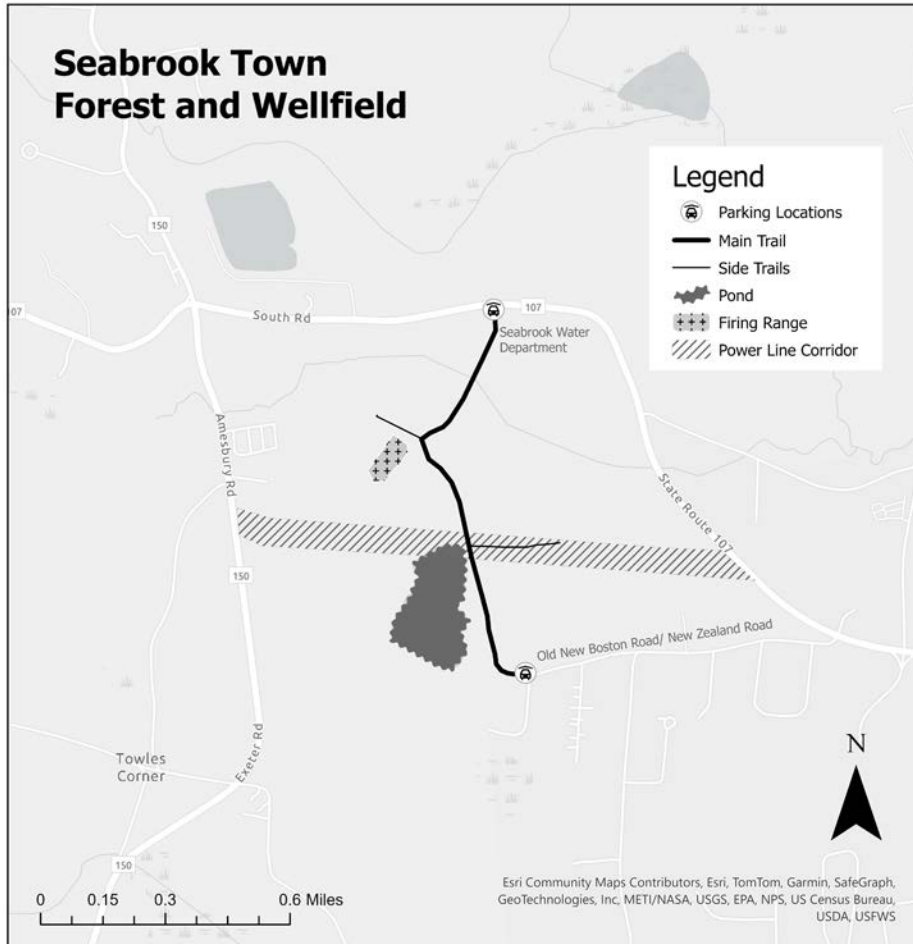 Seabrook Town
Forest and Wellfield
Legend
Parking Locations
Main Trail
Side Trails
Pond
Firing Range
Power Line Corridor
150
107
South Rd
107
Seabrook Water
Department
Amesbury Rd
State Route 107
150
Old New Boston Road/ New Zealand Road
Towles
Corner
Exeter Rd
150
N
0 0.15 0.3 0.6 Miles
Esri Community Maps Contributors, Esri, TomTom, Garmin, SafeGraph,
GeoTechnologies, Inc, METI/NASA, USGS, EPA, NPS, US Census Bureau,
USDA, USFWS